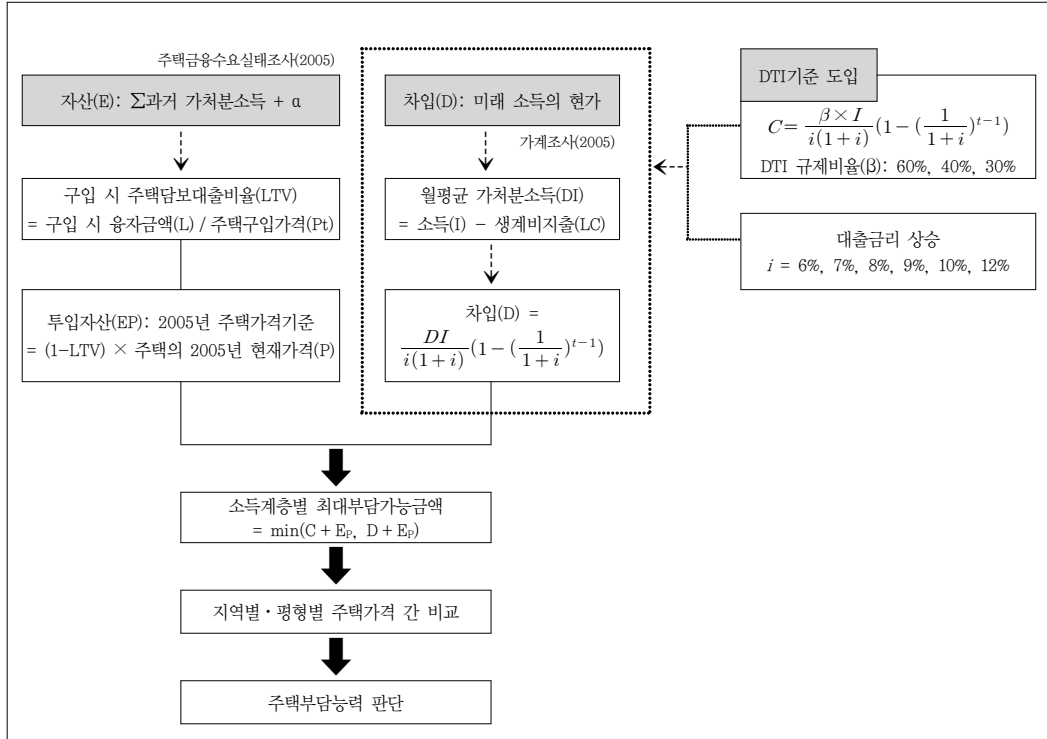 주택금융수요실태조사(2005)
자산(E): ∑과거 가처분소득 + α
구입 시 주택담보대출비율(LTV)
= 구입 시 융자금액(L) / 주택구입가격(Pt)
투입자산(EP): 2005년 주택가격기준
= (1-LTV) × 주택의 2005년 현재가격(P)
차입(D): 미래 소득의 현가
가계조사(2005)
월평균 가처분소득(DI)
= 소득(I) - 생계비지출(LC)
차입(D) =
DI / i(1+i) (1-(1/(1+i))^{t-1})
DTI기준 도입
C = β×I / i(1+i) (1-(1/(1+i))^{t-1})
DTI 규제비율(β): 60%, 40%, 30%
대출금리 상승
i = 6%, 7%, 8%, 9%, 10%, 12%
소득계층별 최대부담가능금액
= min(C + E_P, D + E_P)
지역별·평형별 주택가격 간 비교
주택부담능력 판단